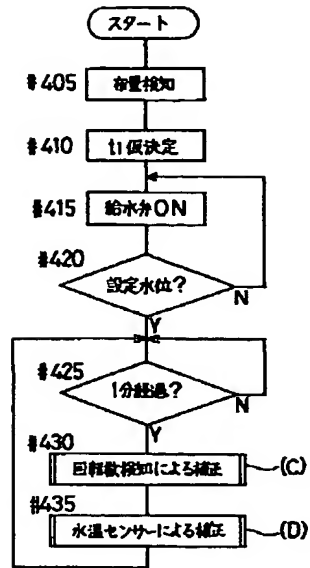 スタート
#405
布量検知
#410
t1仮決定
#415
給水弁ON
#420
設定水位?
N
Y
#425
1分経過?
N
Y
#430
回転数検知による補正
(C)
#435
水温センサーによる補正
(D)